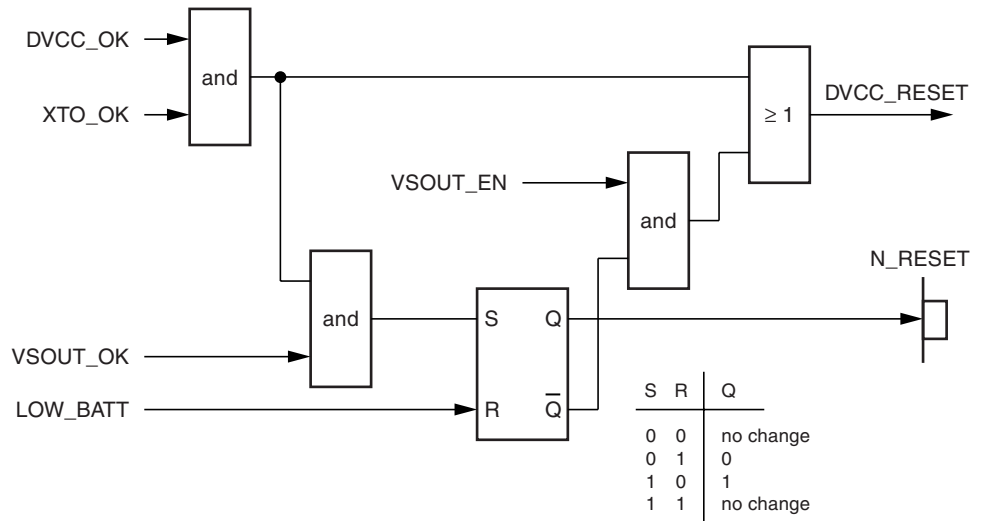 DVCC_OK
and
XTO_OK
≥ 1
DVCC_RESET
VSOUT_EN
and
N_RESET
and
VSOUT_OK
LOW_BATT
S Q
R Q̅
S R Q
0 0 no change
0 1 0
1 0 1
1 1 no change